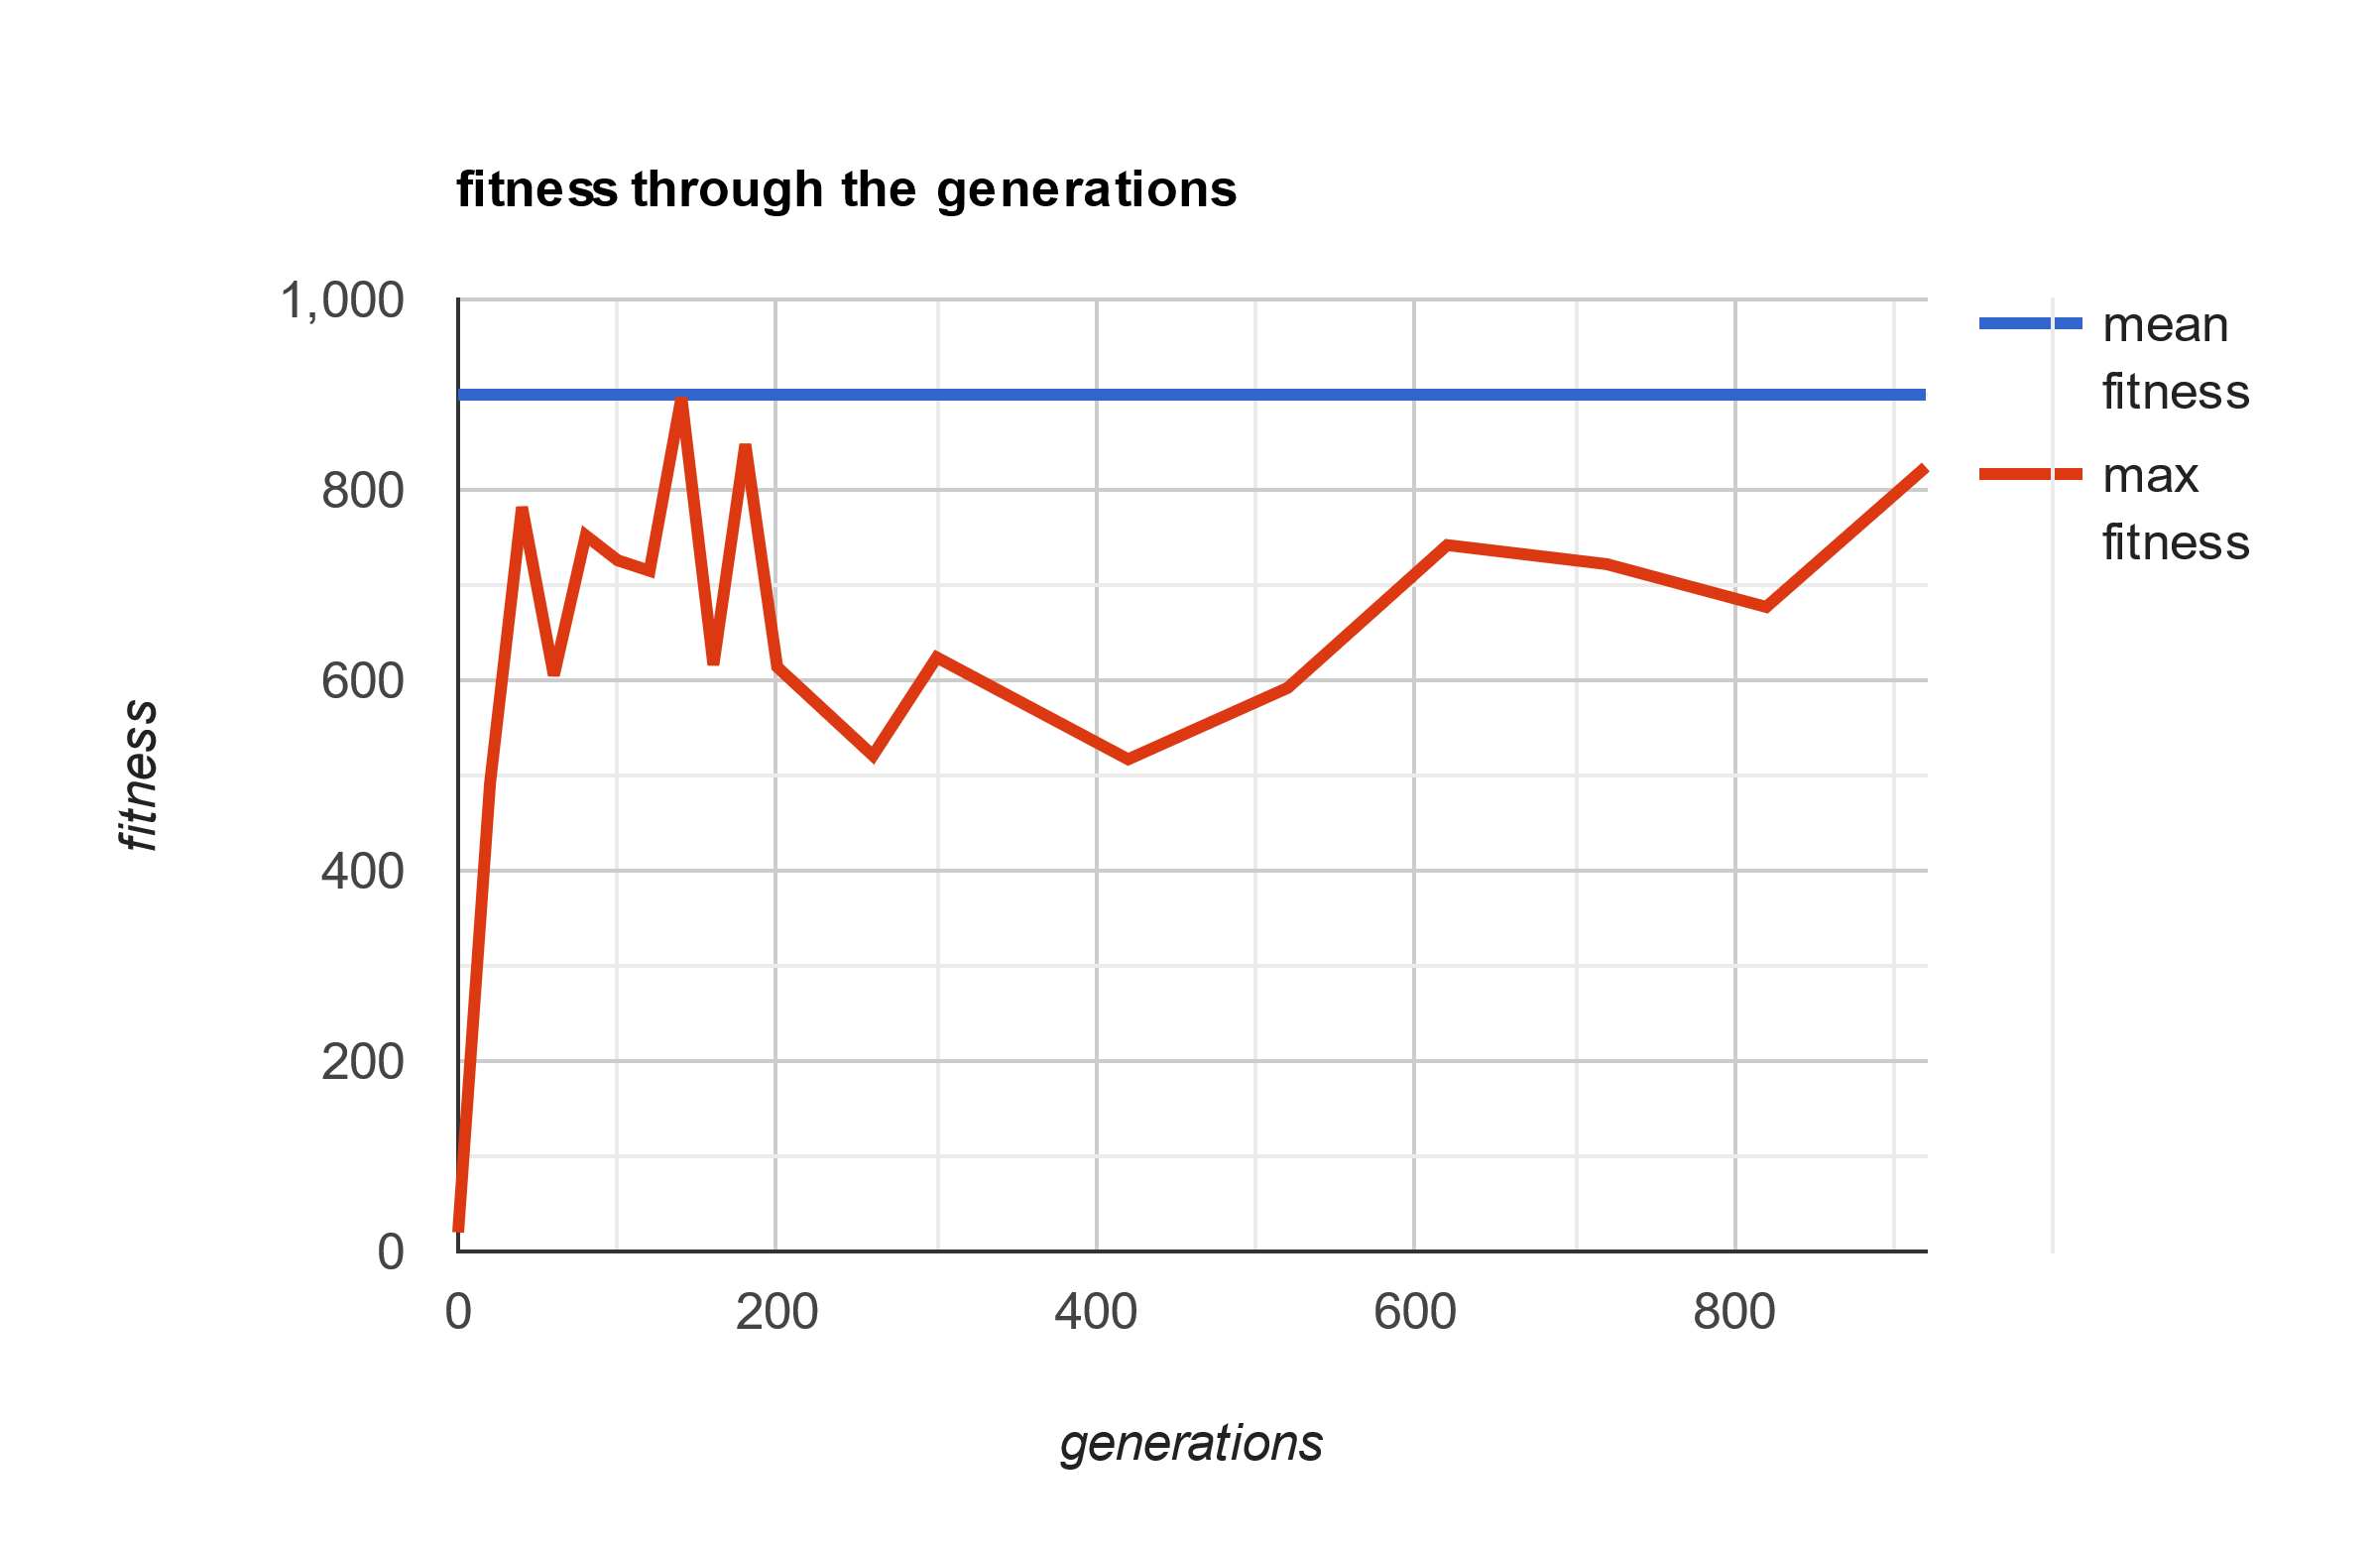 fitness through the generations
1,000
800
600
400
200
0
0 200 400 600 800
fitness
generations
mean
fitness
max
fitness